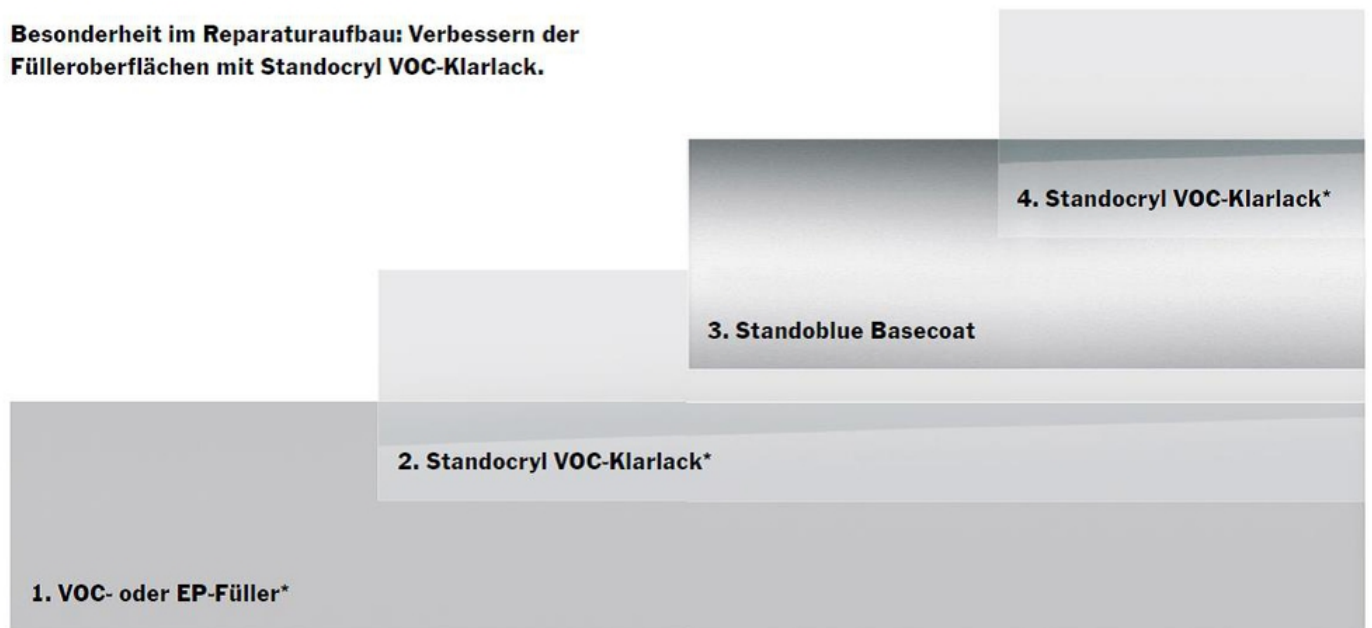 Besonderheit im Reparaturaufbau: Verbessern der
Fülleroberflächen mit Standocryl VOC-Klarlack.
4. Standocryl VOC-Klarlack*
3. Standoblue Basecoat
2. Standocryl VOC-Klarlack*
1. VOC- oder EP-Füller*